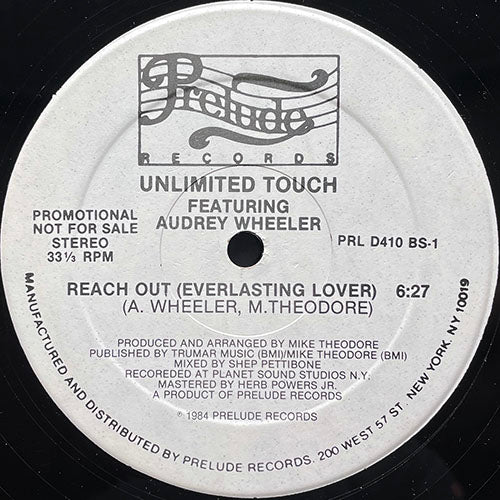 Prelude
RECORDS
UNLIMITED TOUCH
FEATURING
AUDREY WHEELER
PROMOTIONAL
NOT FOR SALE
STEREO
33⅓ RPM
PRL D410 BS-1
REACH OUT (EVERLASTING LOVER) 6:27
(A. WHEELER, M.THEODORE)
PRODUCED AND ARRANGED BY MIKE THEODORE
PUBLISHED BY TRUMAR MUSIC (BMI)/MIKE THEODORE (BMI)
MIXED BY SHEP PETTIBONE
RECOREDED AT PLANET SOUND STUDIOS N.Y.
MASTERED BY HERB POWERS JR.
A PRODUCT OF PRELUDE RECORDS
© 1984 PRELUDE RECORDS
MANUFACTURED AND DISTRIBUTED BY PRELUDE RECORDS. 200 WEST 57 ST. NEW YORK, NY 10019